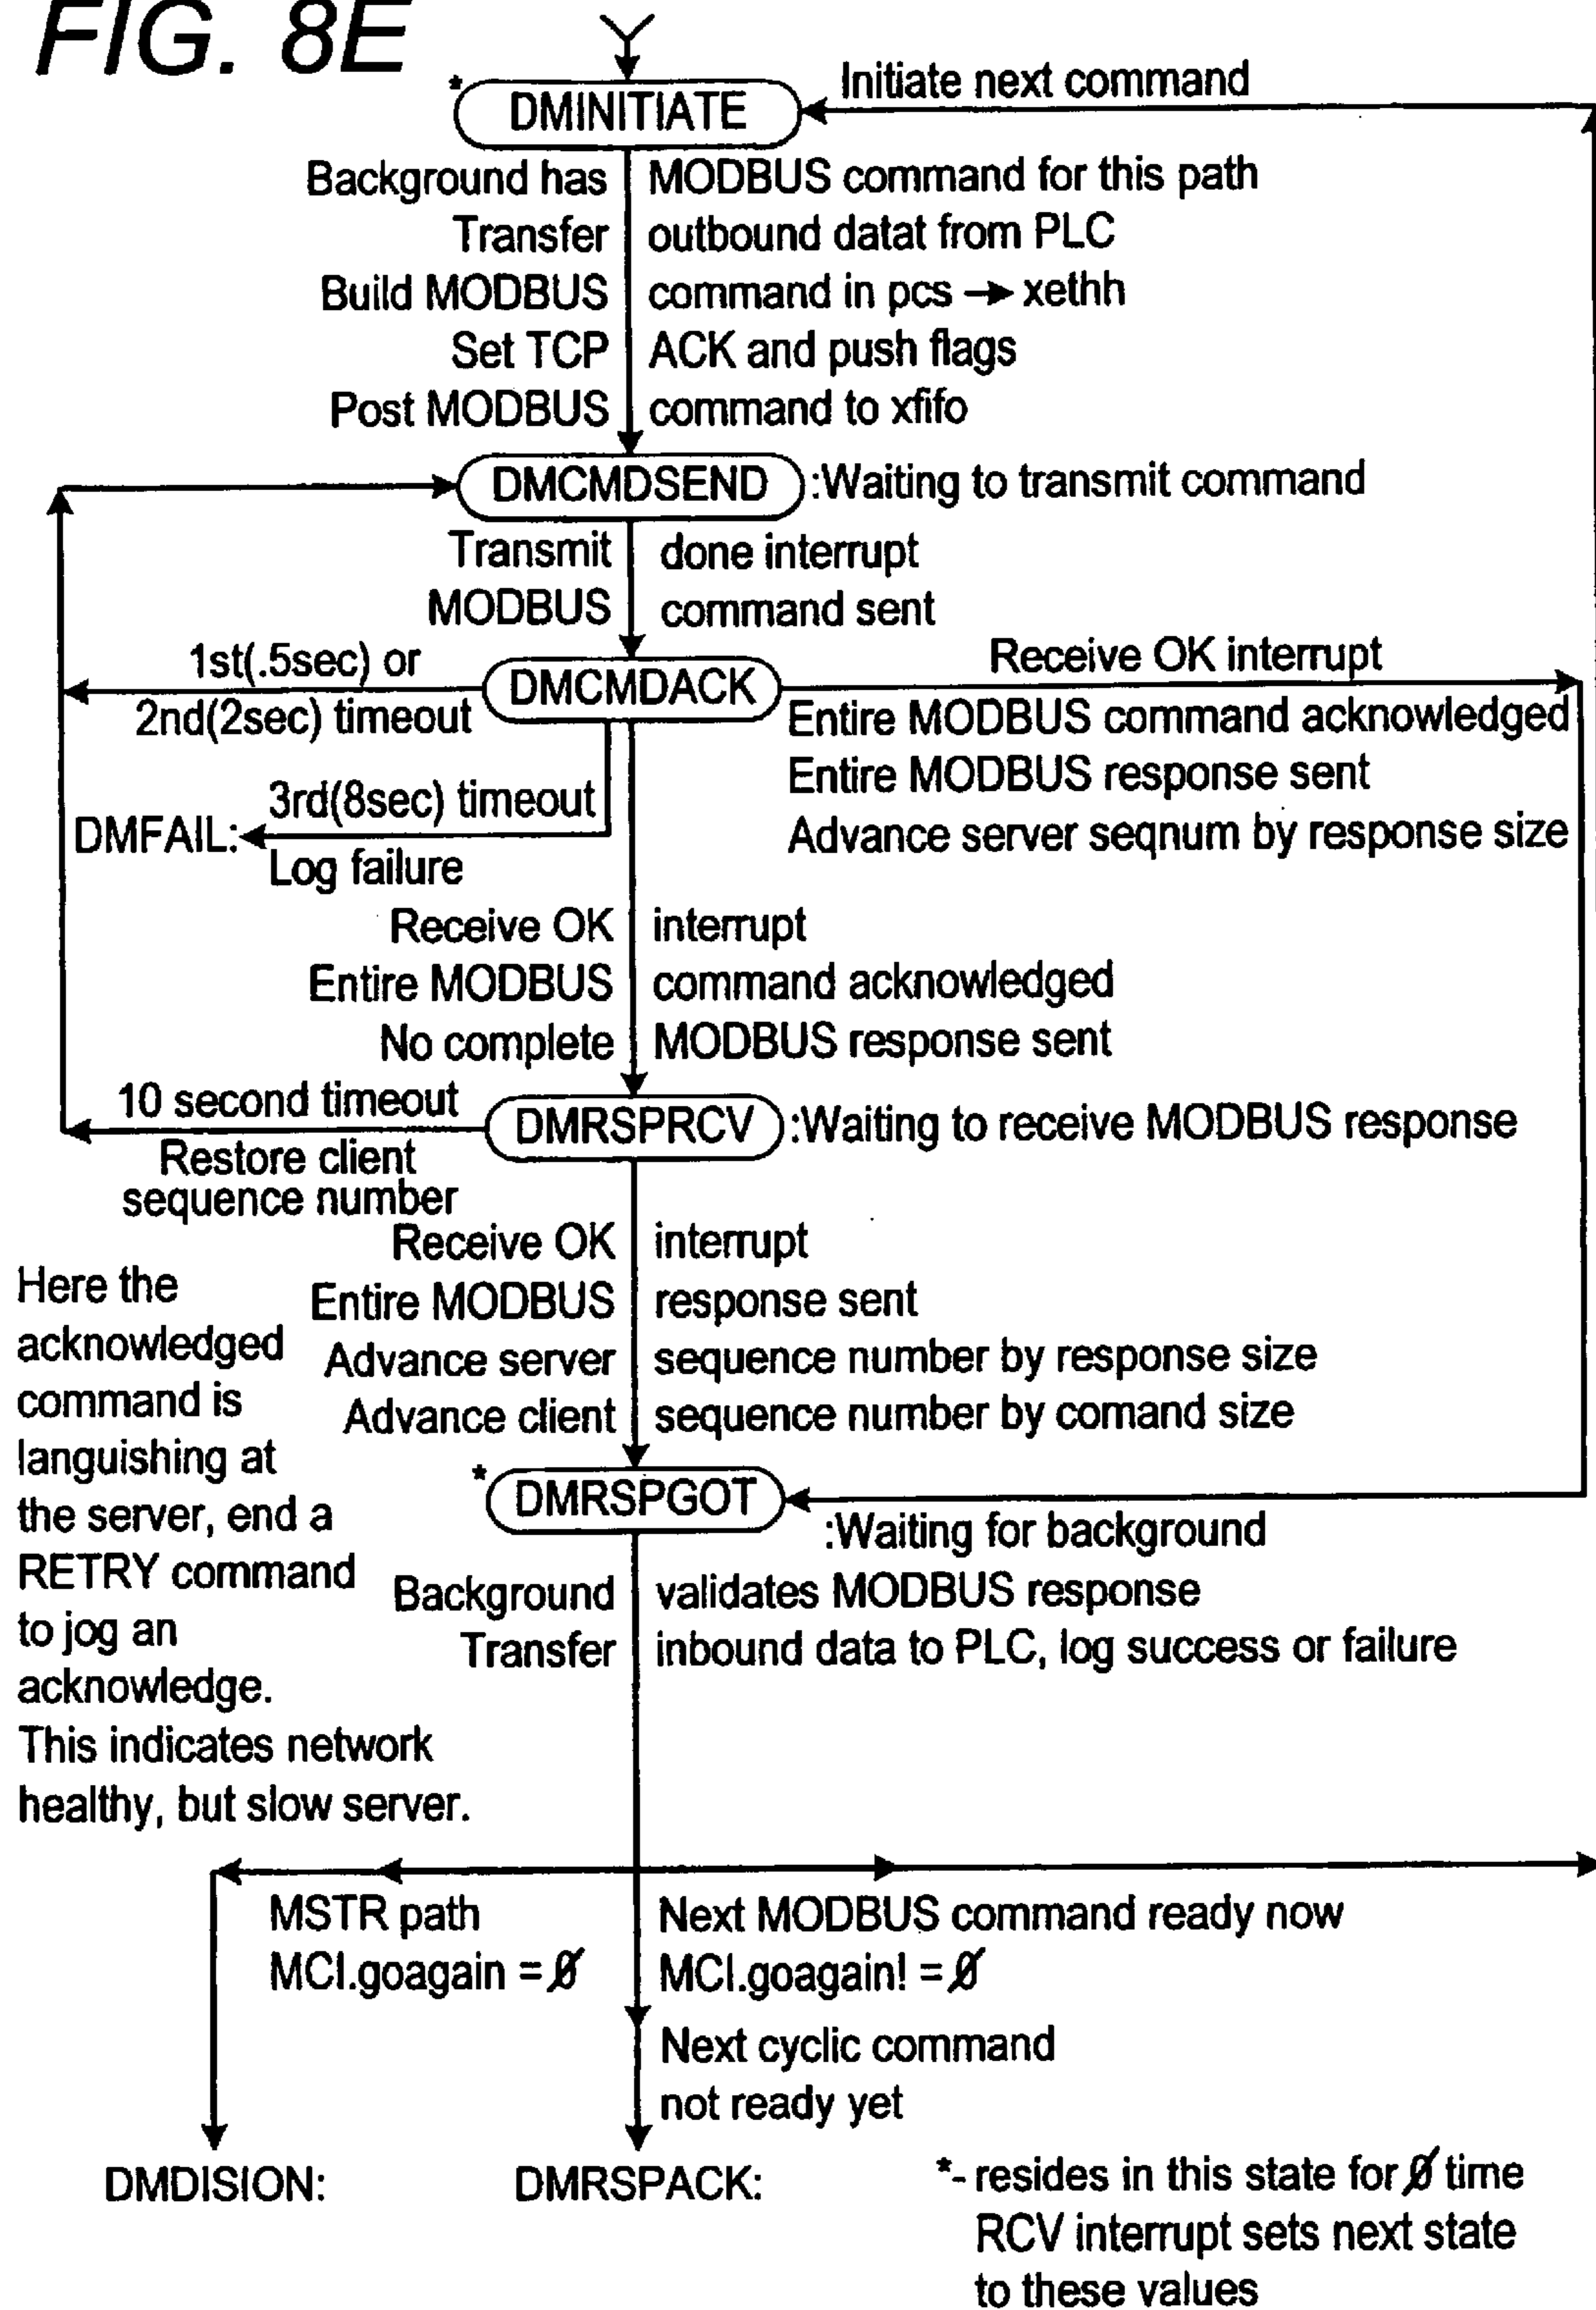 FIG. 8E
Initiate next command
* DMINITIATE
Background has MODBUS command for this path
Transfer outbound datat from PLC
Build MODBUS command in pcs → xethh
Set TCP ACK and push flags
Post MODBUS command to xfifo
DMCMDSEND :Waiting to transmit command
Transmit done interrupt
MODBUS command sent
1st(.5sec) or
2nd(2sec) timeout
DMCMDACK
Receive OK interrupt
Entire MODBUS command acknowledged
Entire MODBUS response sent
Advance server seqnum by response size
3rd(8sec) timeout
DMFAIL:
Log failure
Receive OK interrupt
Entire MODBUS command acknowledged
No complete MODBUS response sent
10 second timeout
Restore client
sequence number
DMRSPRCV :Waiting to receive MODBUS response
Receive OK interrupt
Entire MODBUS response sent
Advance server sequence number by response size
Advance client sequence number by comand size
Here the
acknowledged
command is
languishing at
the server, end a
RETRY command
to jog an
acknowledge.
This indicates network
healthy, but slow server.
* DMRSPGOT
:Waiting for background
Background validates MODBUS response
Transfer inbound data to PLC, log success or failure
MSTR path
MCI.goagain = Ø
Next MODBUS command ready now
MCI.goagain! = Ø
Next cyclic command
not ready yet
DMDISION:
DMRSPACK:
*- resides in this state for Ø time
RCV interrupt sets next state
to these values